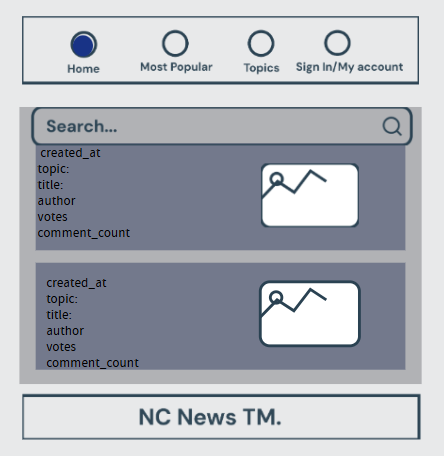 Home
Most Popular
Topics
Sign In/My account
Search...
created_at
topic:
title:
author
votes
comment_count
created_at
topic:
title:
author
votes
comment_count
NC News TM.